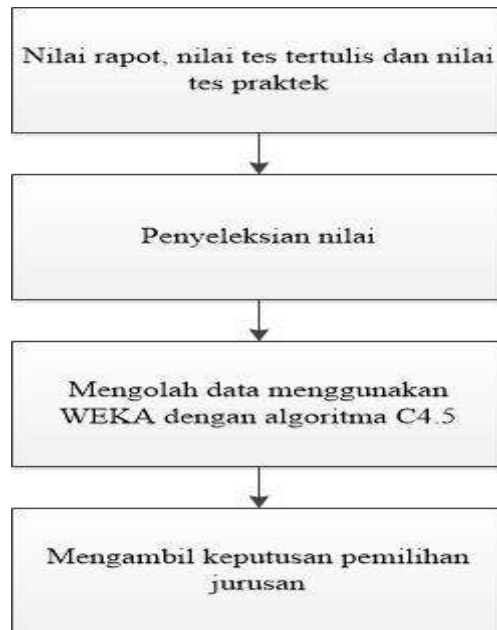 Nilai rapot, nilai tes tertulis dan nilai
tes praktek
Penyeleksian nilai
Mengolah data menggunakan
WEKA dengan algoritma C4.5
Mengambil keputusan pemilihan
jurusan